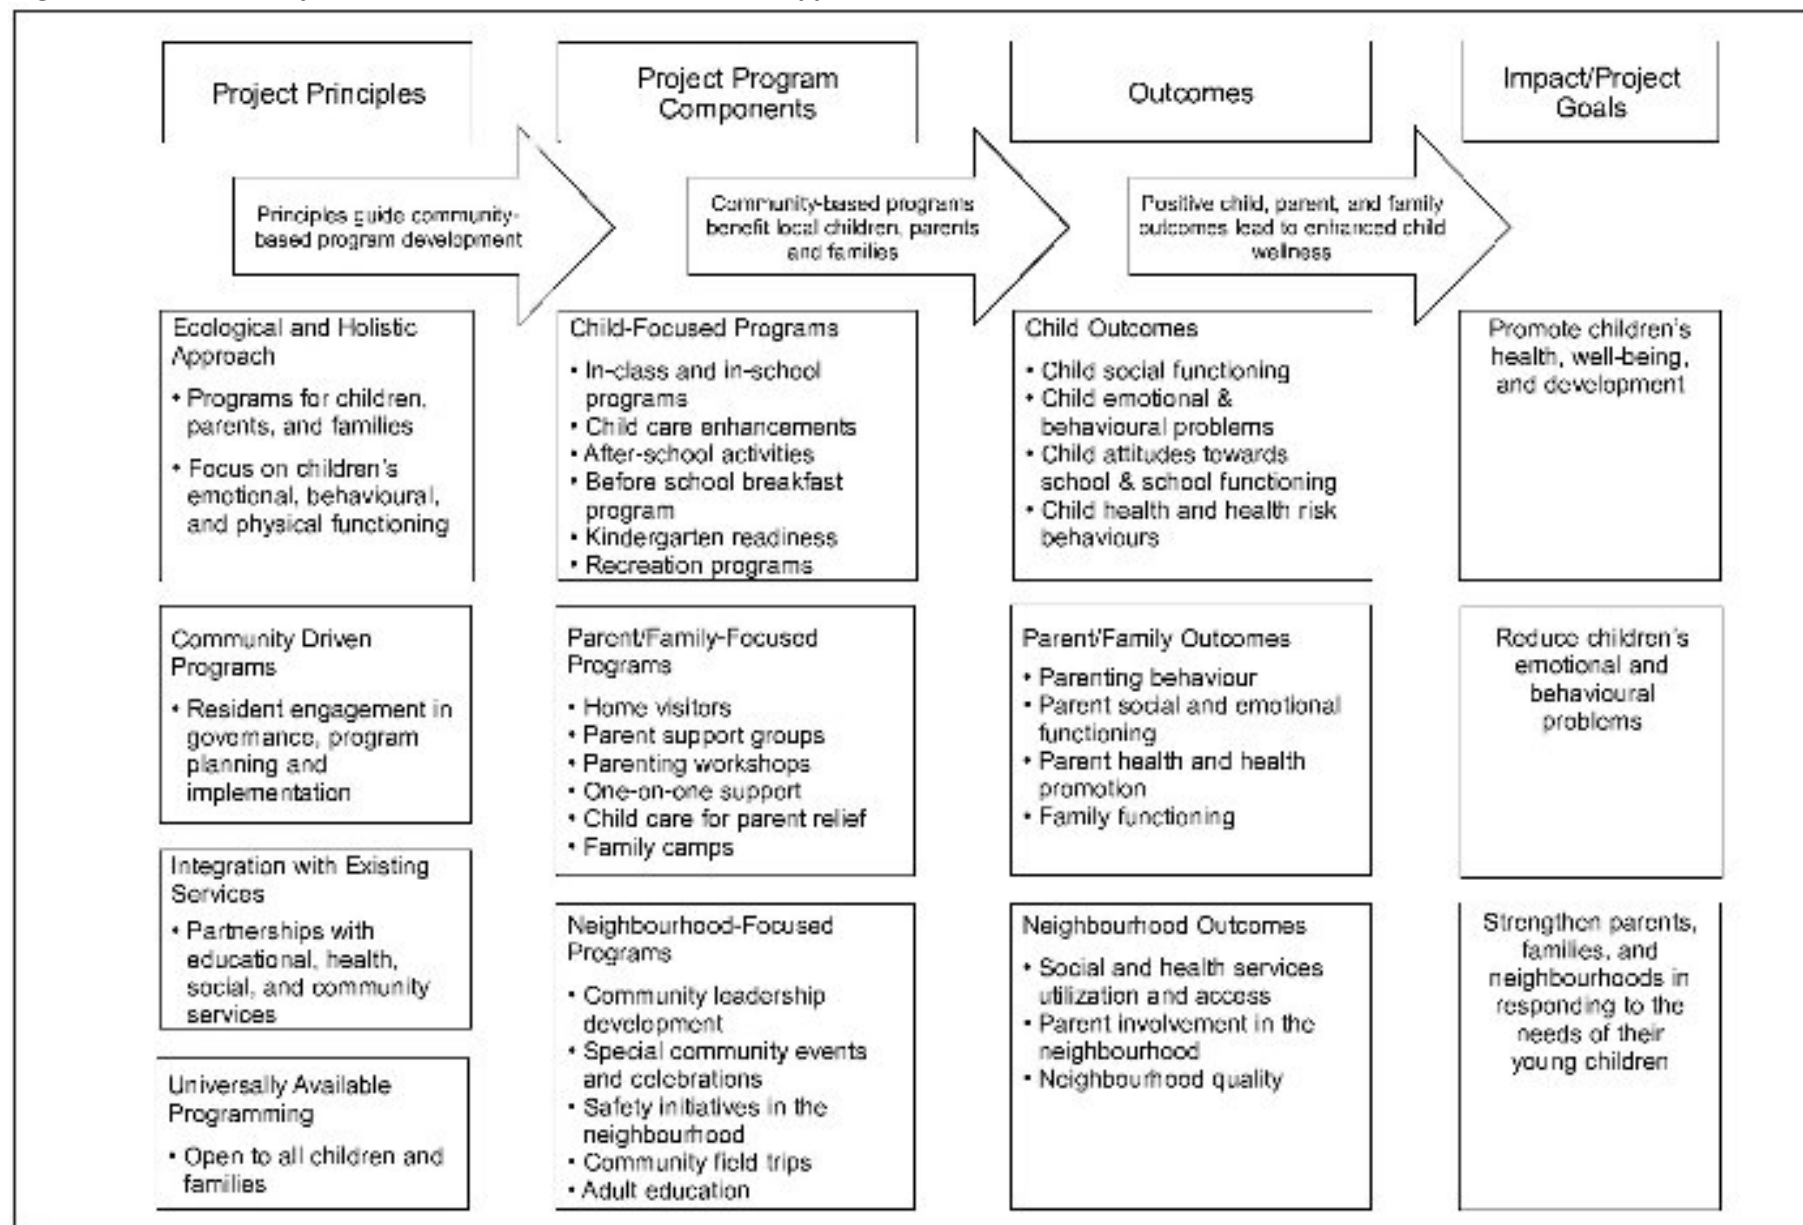 Project Principles
Project Program
Components
Outcomes
Impact/Project
Goals
Principles guide community-
based program development
Community-based programs
benefit local children, parents
and families
Positive child, parent, and family
outcomes lead to enhanced child
wellness
Ecological and Holistic
Approach
• Programs for children,
parents, and families
• Focus on children's
emotional, behavioural,
and physical functioning
Community Driven
Programs
• Resident engagement in
governance, program
planning and
implementation
Integration with Existing
Services
• Partnerships with
educational, health,
social, and community
services
Universally Available
Programming
• Open to all children and
families
Child-Focused Programs
• In-class and in-school
programs
• Child care enhancements
• After-school activities
• Before school breakfast
program
• Kindergarten readiness
• Recreation programs
Parent/Family-Focused
Programs
• Home visitors
• Parent support groups
• Parenting workshops
• One-on-one support
• Child care for parent relief
• Family camps
Neighbourhood-Focused
Programs
• Community leadership
development
• Special community events
and celebrations
• Safety initiatives in the
neighbourhood
• Community field trips
• Adult education
Child Outcomes
• Child social functioning
• Child emotional &
behavioural problems
• Child attitudes towards
school & school functioning
• Child health and health risk
behaviours
Parent/Family Outcomes
• Parenting behaviour
• Parent social and emotional
functioning
• Parent health and health
promotion
• Family functioning
Neighbourhood Outcomes
• Social and health services
utilization and access
• Parent involvement in the
neighbourhood
• Neighbourhood quality
Promote children's
health, well-being,
and development
Reduce children's
emotional and
behavioural
problems
Strengthen parents,
families, and
neighbourhoods in
responding to the
needs of their
young children